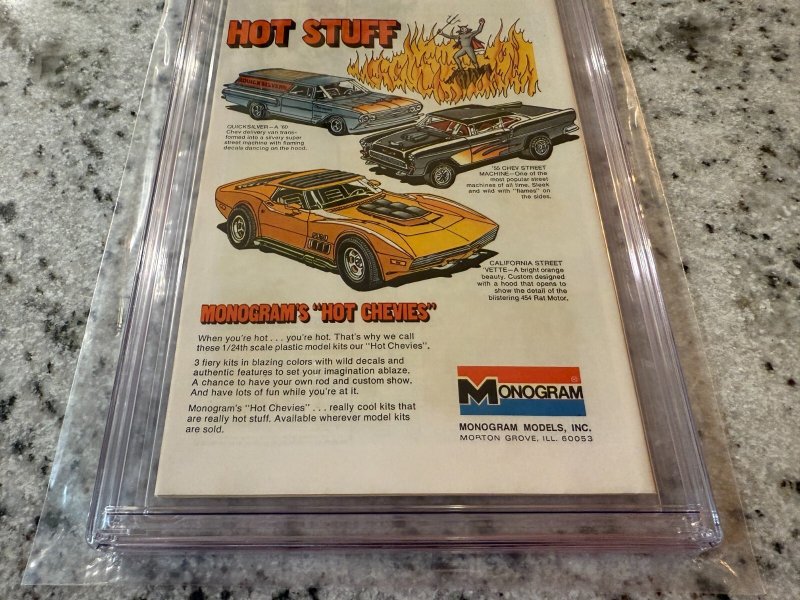 HOT STUFF
QUICKSILVER
QUICKSILVER—A '60
Chev delivery van trans-
formed into a silvery super
street machine with flaming
decals dancing on the hood.
'55 CHEV STREET
MACHINE—One of the
most popular street
machines of all time. Sleek
and wild with "flames" on
the sides.
CALIFORNIA STREET
'VETTE—A bright orange
beauty. Custom designed
with a hood that opens to
show the detail of the
blistering 454 Rat Motor.
MONOGRAM'S "HOT CHEVIES"
When you're hot . . . you're hot. That's why we call
these 1/24th scale plastic model kits our "Hot Chevies".
3 fiery kits in blazing colors with wild decals and
authentic features to set your imagination ablaze.
A chance to have your own rod and custom show.
And have lots of fun while you're at it.
Monogram's "Hot Chevies" . . . really cool kits that
are really hot stuff. Available wherever model kits
are sold.
MONOGRAM®
MONOGRAM MODELS, INC.
MORTON GROVE, ILL. 60053